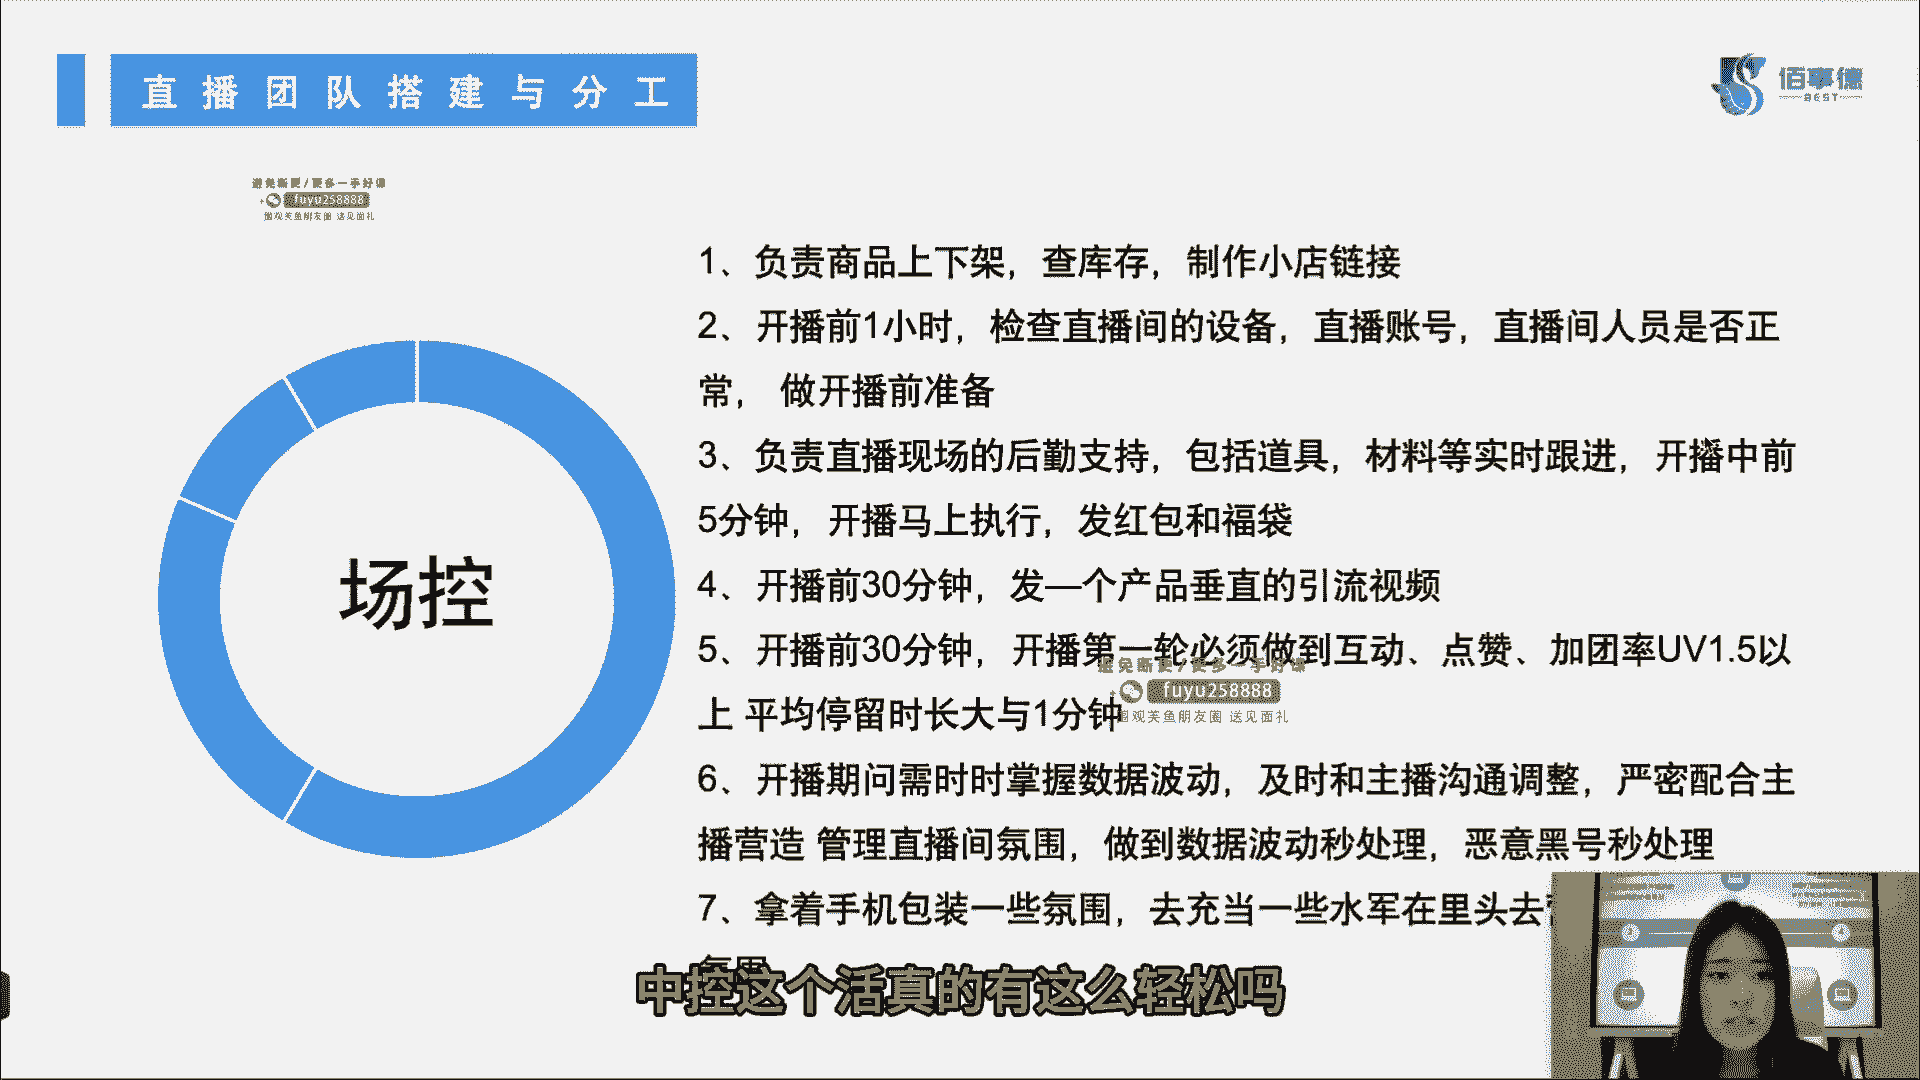 直播团队搭建与分工
佰事德
BEST
避免断更/更多一手好课
fuyu258888
围观芙鱼朋友圈 送见面礼
1、负责商品上下架，查库存，制作小店链接
2、开播前1小时，检查直播间的设备，直播账号，直播间人员是否正
常， 做开播前准备
3、负责直播现场的后勤支持，包括道具，材料等实时跟进，开播中前
5分钟，开播马上执行，发红包和福袋
4、开播前30分钟，发—个产品垂直的引流视频
5、开播前30分钟，开播第一轮必须做到互动、点赞、加团率UV1.5以
上 平均停留时长大与1分钟
避免断更/更多一手好课
fuyu258888
围观芙鱼朋友圈 送见面礼
6、开播期问需时时掌握数据波动，及时和主播沟通调整，严密配合主
播营造 管理直播间氛围，做到数据波动秒处理，恶意黑号秒处理
7、拿着手机包装一些氛围，去充当一些水军在里头去
场控
中控这个活真的有这么轻松吗